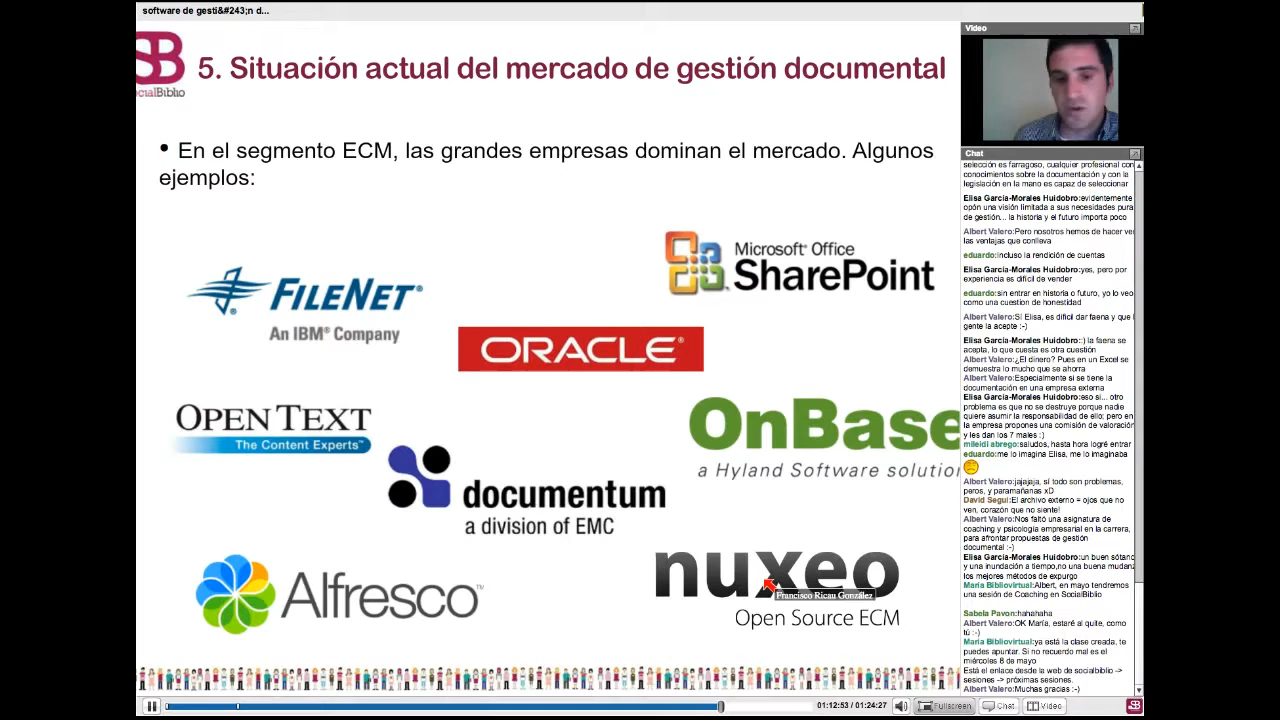 software de gesti&#243;n d...
SB
ocialBiblio
5. Situación actual del mercado de gestión documental
• En el segmento ECM, las grandes empresas dominan el mercado. Algunos
ejemplos:
Microsoft® Office
SharePoint
FILENET®
An IBM® Company
ORACLE®
OPEN TEXT
The Content Experts™
OnBase
a Hyland Software solution
documentum
a division of EMC
Alfresco™
nuxeo
Open Source ECM
Francisco Ricau González
Video
Chat
selección es farragoso, cualquier profesional con
conocimientos sobre la documentación y con la
legislación en la mano es capaz de seleccionar
Elisa García-Morales Huidobro:evidentemente
opón una visión limitada a sus necesidades pura
de gestión... la historia y el futuro importa poco
Albert Valero:Pero nosotros hemos de hacer ve
las ventajas que conlleva
eduardo:incluso la rendición de cuentas
Elisa García-Morales Huidobro:yes, pero por
experiencia es difícil de vender
eduardo:sin entrar en historia o futuro, yo lo veo
como una cuestion de honestidad
Albert Valero:Sí Elisa, es difícil dar faena y que l
gente la acepte :-)
Elisa García-Morales Huidobro::) la faena se
acepta, lo que cuesta es otra cuestión
Albert Valero:¿El dinero? Pues en un Excel se
demuestra lo mucho que se ahorra
Albert Valero:Especialmente si se tiene la
documentación en una empresa externa
Elisa García-Morales Huidobro:eso si... otro
problema es que no se destruye porque nadie
quiere asumir la responsabilidad de ello; pero en
la empresa propones una comisión de valoración
y les dan los 7 males :)
mileidi abrego:saludos, hasta hora logré entrar
eduardo:me lo imagina Elisa, me lo imaginaba
Albert Valero:jajajaja, sí todo son problemas,
peros, y paramañanas xD
David Seguí:El archivo externo = ojos que no
ven, corazón que no siente!
Albert Valero:Nos faltó una asignatura de
coaching y psicología empresarial en la carrera,
para afrontar propuestas de gestión
documental :-)
Elisa García-Morales Huidobro:un buen sótano
y una inundación a tiempo,no una buena mudanz
los mejores métodos de expurgo
María Bibliovirtual:Albert, en mayo tendremos
una sesión de Coaching en SocialBiblio
Sabela Pavon:hahahaha
Albert Valero:OK María, estaré al quite, como
tú :-)
María Bibliovirtual:ya está la clase creada, te
puedes apuntar. Si no recuerdo mal es el
miércoles 8 de mayo
Está el enlace desde la web de socialbiblio ->
sesiones -> próximas sesiones.
Albert Valero:Muchas gracias :-)
01:12:53 / 01:24:27
Fullscreen
Chat
Video
SB